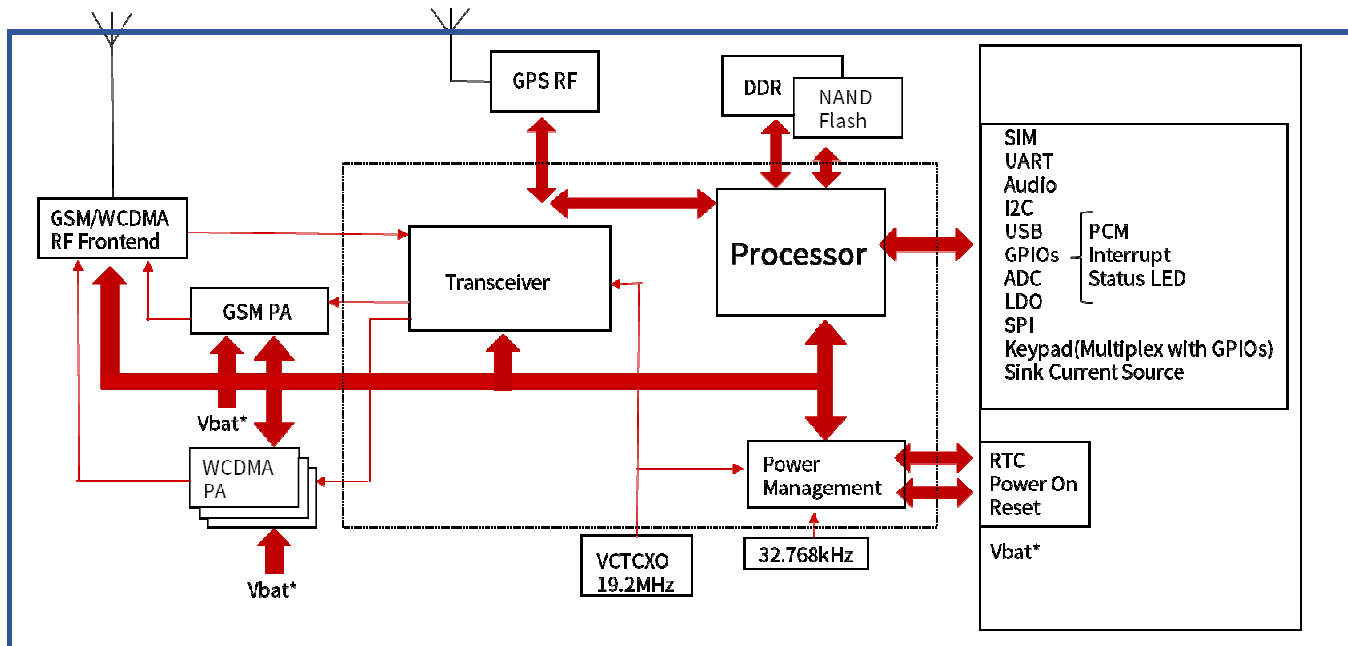 GPS RF
DDR
NAND
Flash
SIM
UART
Audio
I2C
USB
GPIOs
ADC
LDO
SPI
Keypad(Multiplex with GPIOs)
Sink Current Source
PCM
Interrupt
Status LED
GSM/WCDMA
RF Frontend
Transceiver
Processor
GSM PA
Vbat*
WCDMA
PA
Vbat*
Power
Management
RTC
Power On
Reset
Vbat*
VCTCXO
19.2MHz
32.768kHz